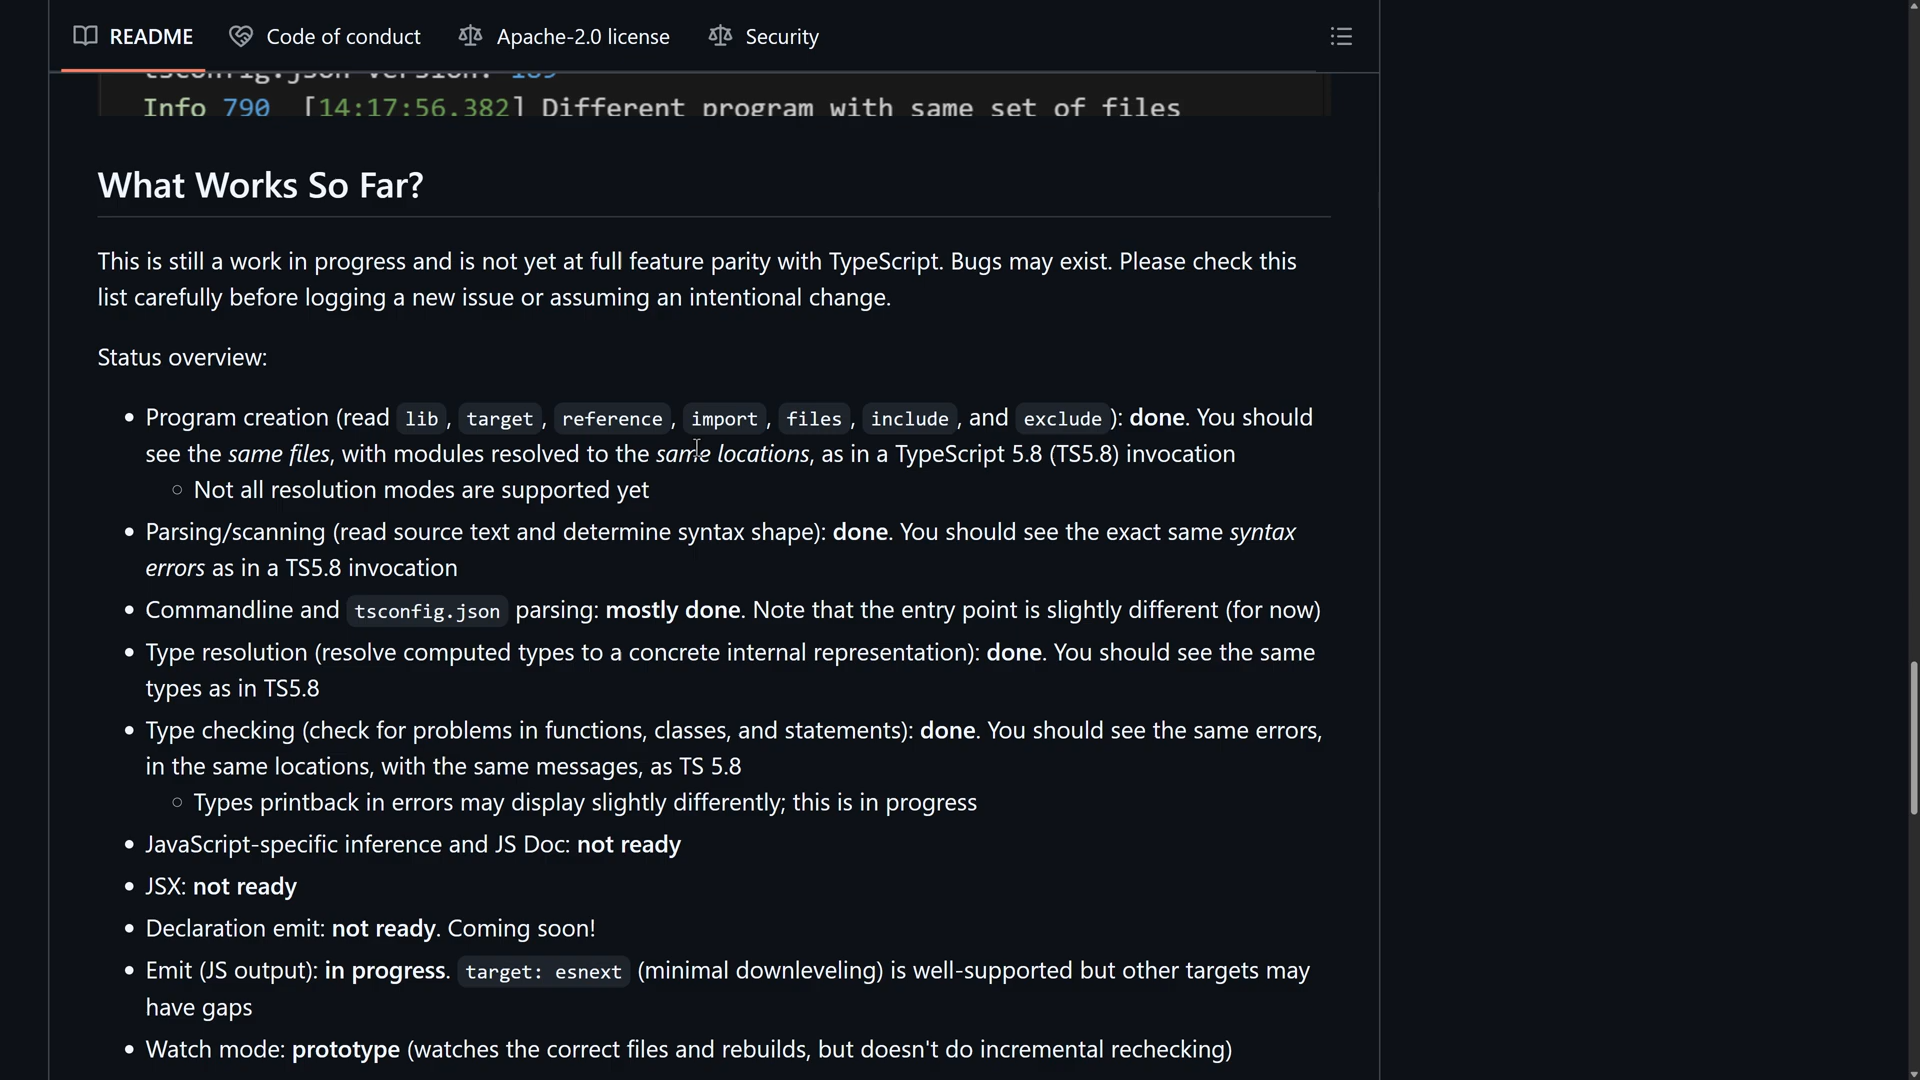 README Code of conduct Apache-2.0 license Security
tsconfig.json version: 189
Info 790 [14:17:56.382] Different program with same set of files
What Works So Far?
This is still a work in progress and is not yet at full feature parity with TypeScript. Bugs may exist. Please check this
list carefully before logging a new issue or assuming an intentional change.
Status overview:
• Program creation (read lib, target, reference, import, files, include, and exclude): done. You should
see the same files, with modules resolved to the same locations, as in a TypeScript 5.8 (TS5.8) invocation
○ Not all resolution modes are supported yet
• Parsing/scanning (read source text and determine syntax shape): done. You should see the exact same syntax
errors as in a TS5.8 invocation
• Commandline and tsconfig.json parsing: mostly done. Note that the entry point is slightly different (for now)
• Type resolution (resolve computed types to a concrete internal representation): done. You should see the same
types as in TS5.8
• Type checking (check for problems in functions, classes, and statements): done. You should see the same errors,
in the same locations, with the same messages, as TS 5.8
○ Types printback in errors may display slightly differently; this is in progress
• JavaScript-specific inference and JS Doc: not ready
• JSX: not ready
• Declaration emit: not ready. Coming soon!
• Emit (JS output): in progress. target: esnext (minimal downleveling) is well-supported but other targets may
have gaps
• Watch mode: prototype (watches the correct files and rebuilds, but doesn't do incremental rechecking)